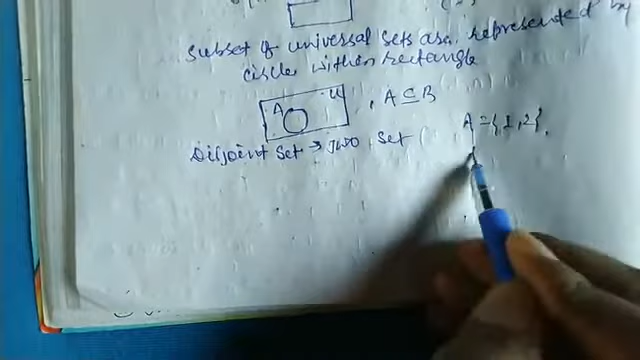 subset of universal sets are represented by
circle within rectangle
A U , A ⊆ B
Disjoint Set → Two Set A = {1, 2}.